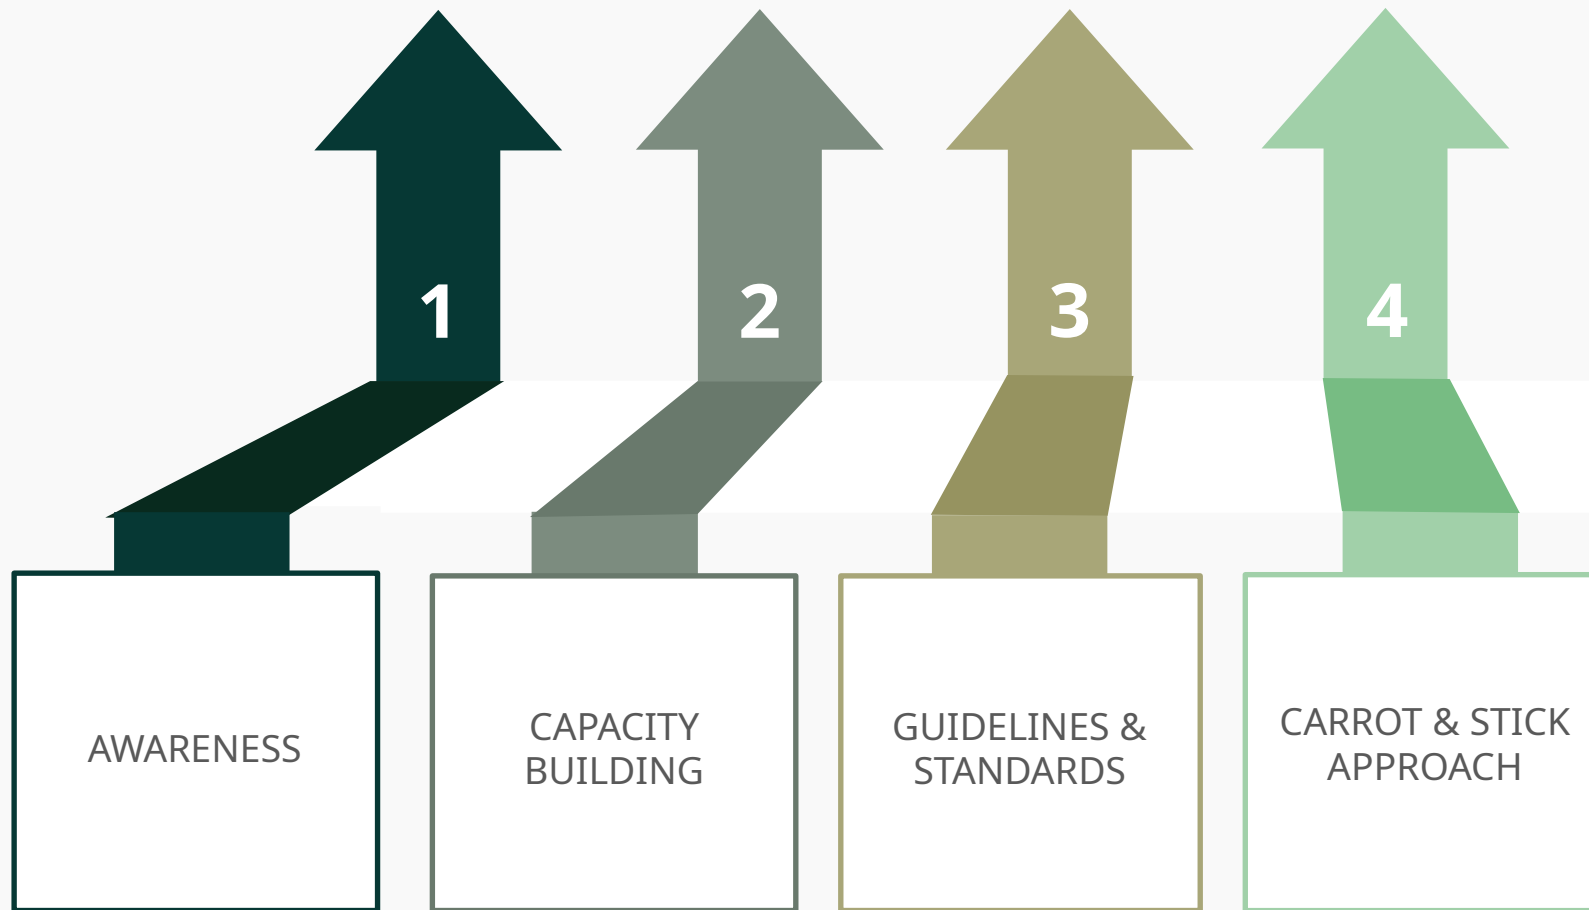 1
2
3
4
AWARENESS
CAPACITY
BUILDING
GUIDELINES &
STANDARDS
CARROT & STICK
APPROACH